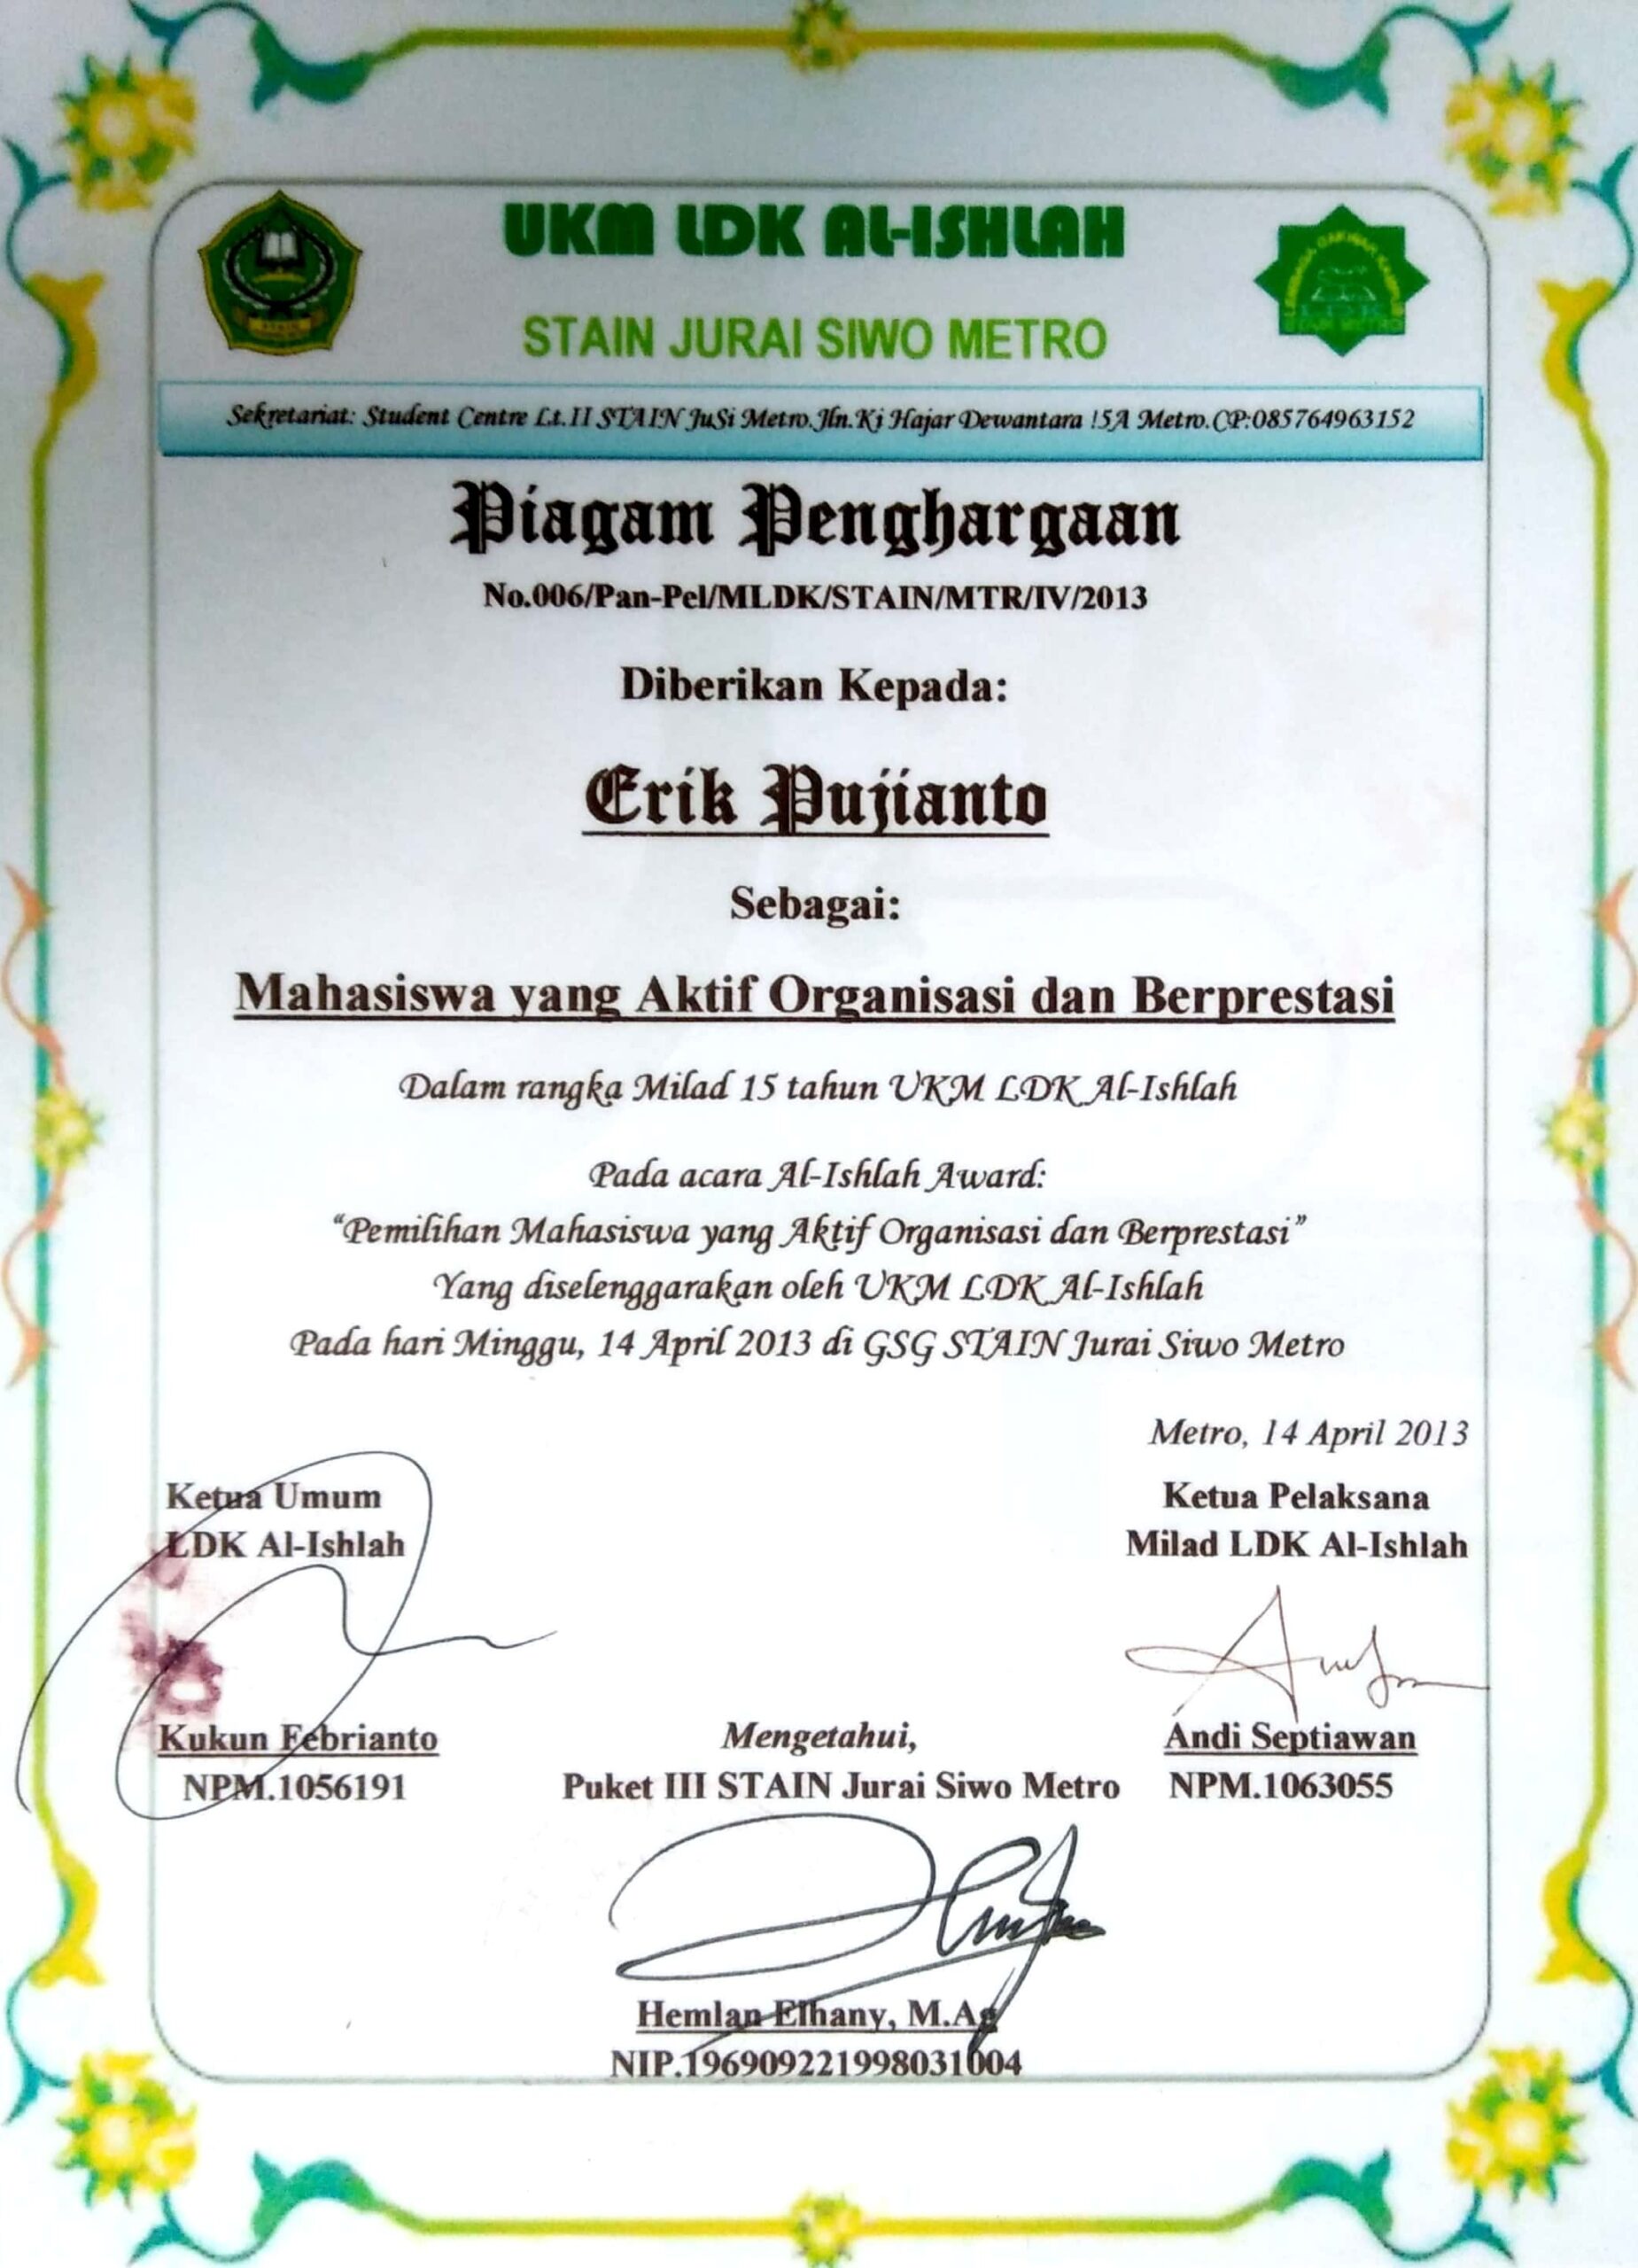 UKM LDK AL-ISHLAH
STAIN JURAI SIWO METRO
Sekretariat: Student Centre Lt.II STAIN JuSi Metro.Jln.Ki Hajar Dewantara !5A Metro.CP:085764963152
Piagam Penghargaan
No.006/Pan-Pel/MLDK/STAIN/MTR/IV/2013
Diberikan Kepada:
Erik Pujianto
Sebagai:
Mahasiswa yang Aktif Organisasi dan Berprestasi
Dalam rangka Milad 15 tahun UKM LDK Al-Ishlah
Pada acara Al-Ishlah Award:
“Pemilihan Mahasiswa yang Aktif Organisasi dan Berprestasi”
Yang diselenggarakan oleh UKM LDK Al-Ishlah
Pada hari Minggu, 14 April 2013 di GSG STAIN Jurai Siwo Metro
Metro, 14 April 2013
Ketua Umum
LDK Al-Ishlah
Ketua Pelaksana
Milad LDK Al-Ishlah
Kukun Febrianto
NPM.1056191
Mengetahui,
Puket III STAIN Jurai Siwo Metro
Andi Septiawan
NPM.1063055
Hemlan Elhany, M.Ag
NIP.196909221998031004